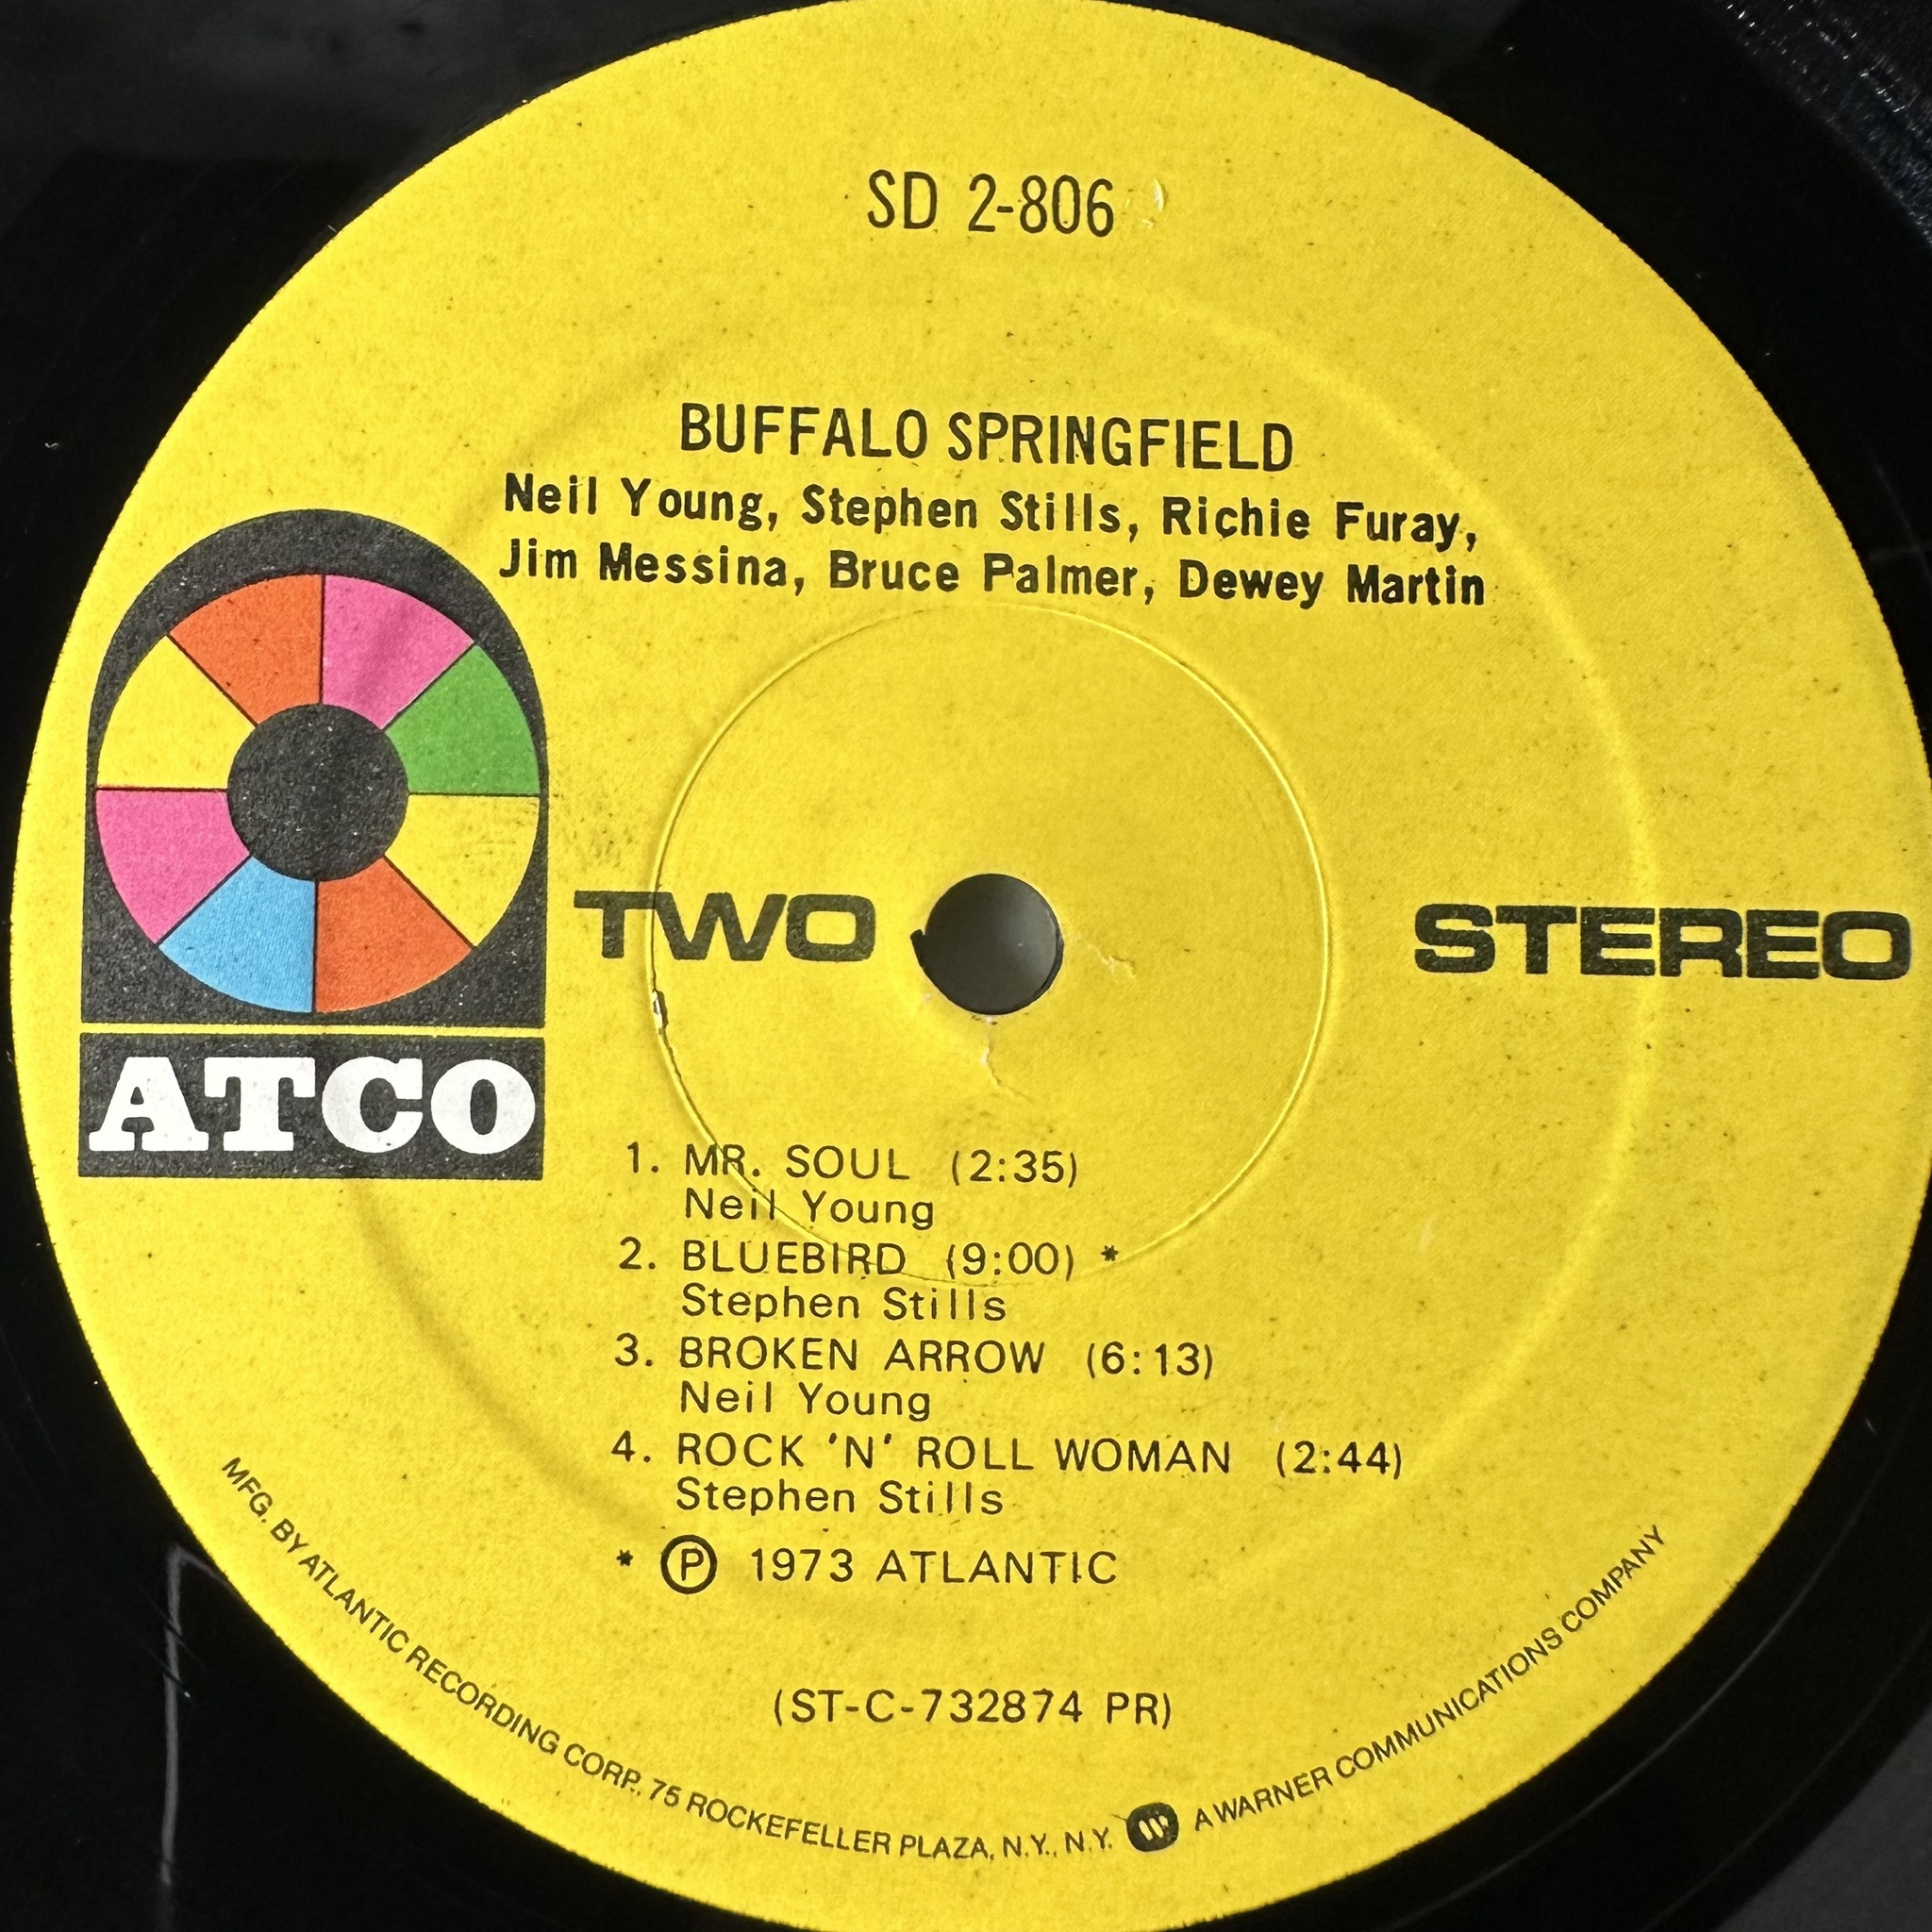 SD 2-806
BUFFALO SPRINGFIELD
Neil Young, Stephen Stills, Richie Furay,
Jim Messina, Bruce Palmer, Dewey Martin
TWO
STEREO
ATCO
1. MR. SOUL (2:35)
Neil Young
2. BLUEBIRD (9:00) *
Stephen Stills
3. BROKEN ARROW (6:13)
Neil Young
4. ROCK 'N' ROLL WOMAN (2:44)
Stephen Stills
* Ⓟ 1973 ATLANTIC
(ST-C-732874 PR)
MFG. BY ATLANTIC RECORDING CORP., 75 ROCKEFELLER PLAZA, N.Y., N.Y. A WARNER COMMUNICATIONS COMPANY